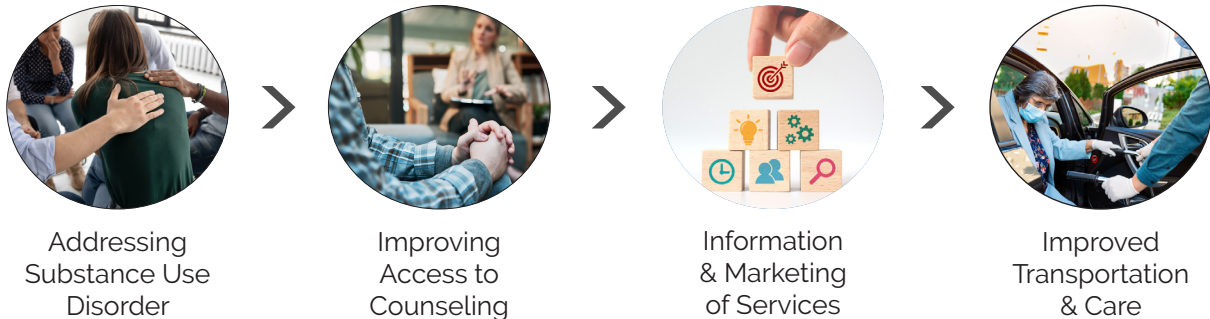 Addressing
Substance Use
Disorder
Improving
Access to
Counseling
Information
& Marketing
of Services
Improved
Transportation
& Care